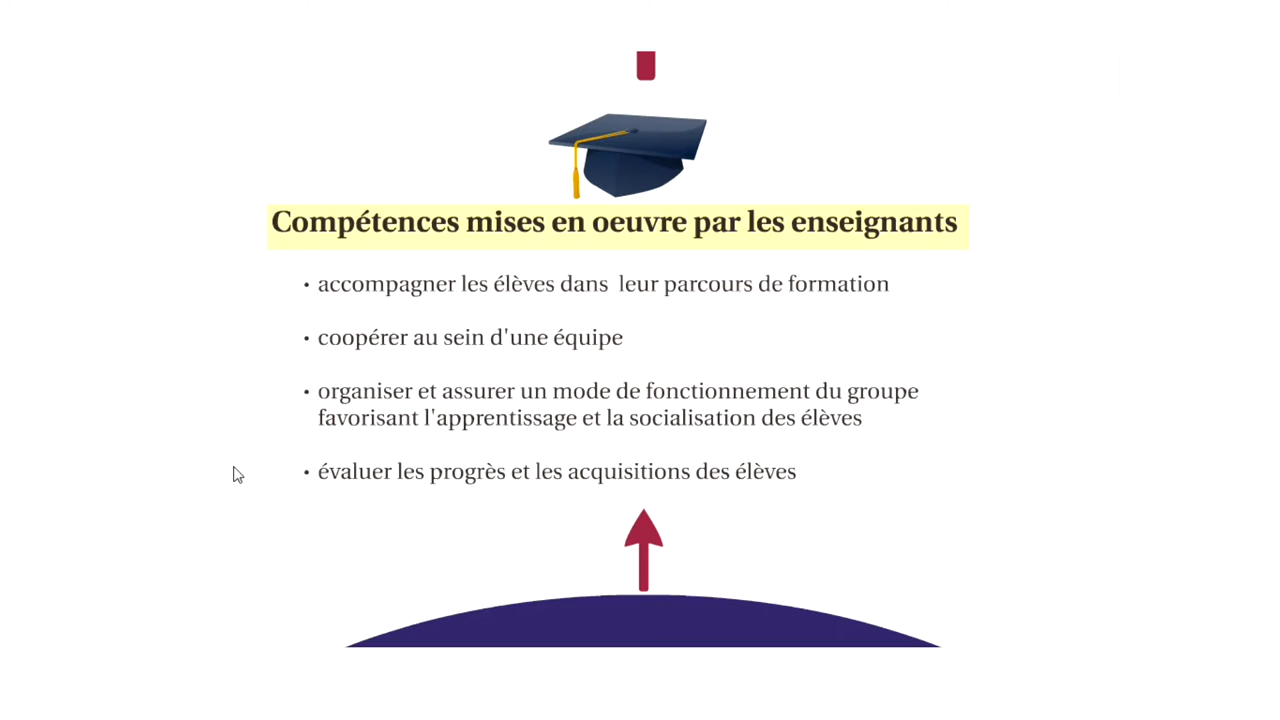 Compétences mises en oeuvre par les enseignants
• accompagner les élèves dans leur parcours de formation
• coopérer au sein d'une équipe
• organiser et assurer un mode de fonctionnement du groupe
favorisant l'apprentissage et la socialisation des élèves
• évaluer les progrès et les acquisitions des élèves